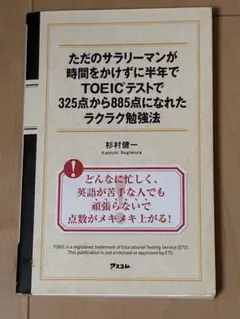 ただのサラリーマンが
時間をかけずに半年で
TOEIC®テストで
325点から885点になれた
ラクラク勉強法
杉村健一
Kenichi Sugimura
!
どんなに忙しく、
英語が苦手な人でも
頑張らないで
点数がメキメキ上がる!
TOEIC is a registered trademark of Educational Testing Service (ETS).
This publication is not endorsed or approved by ETS.
アスコム